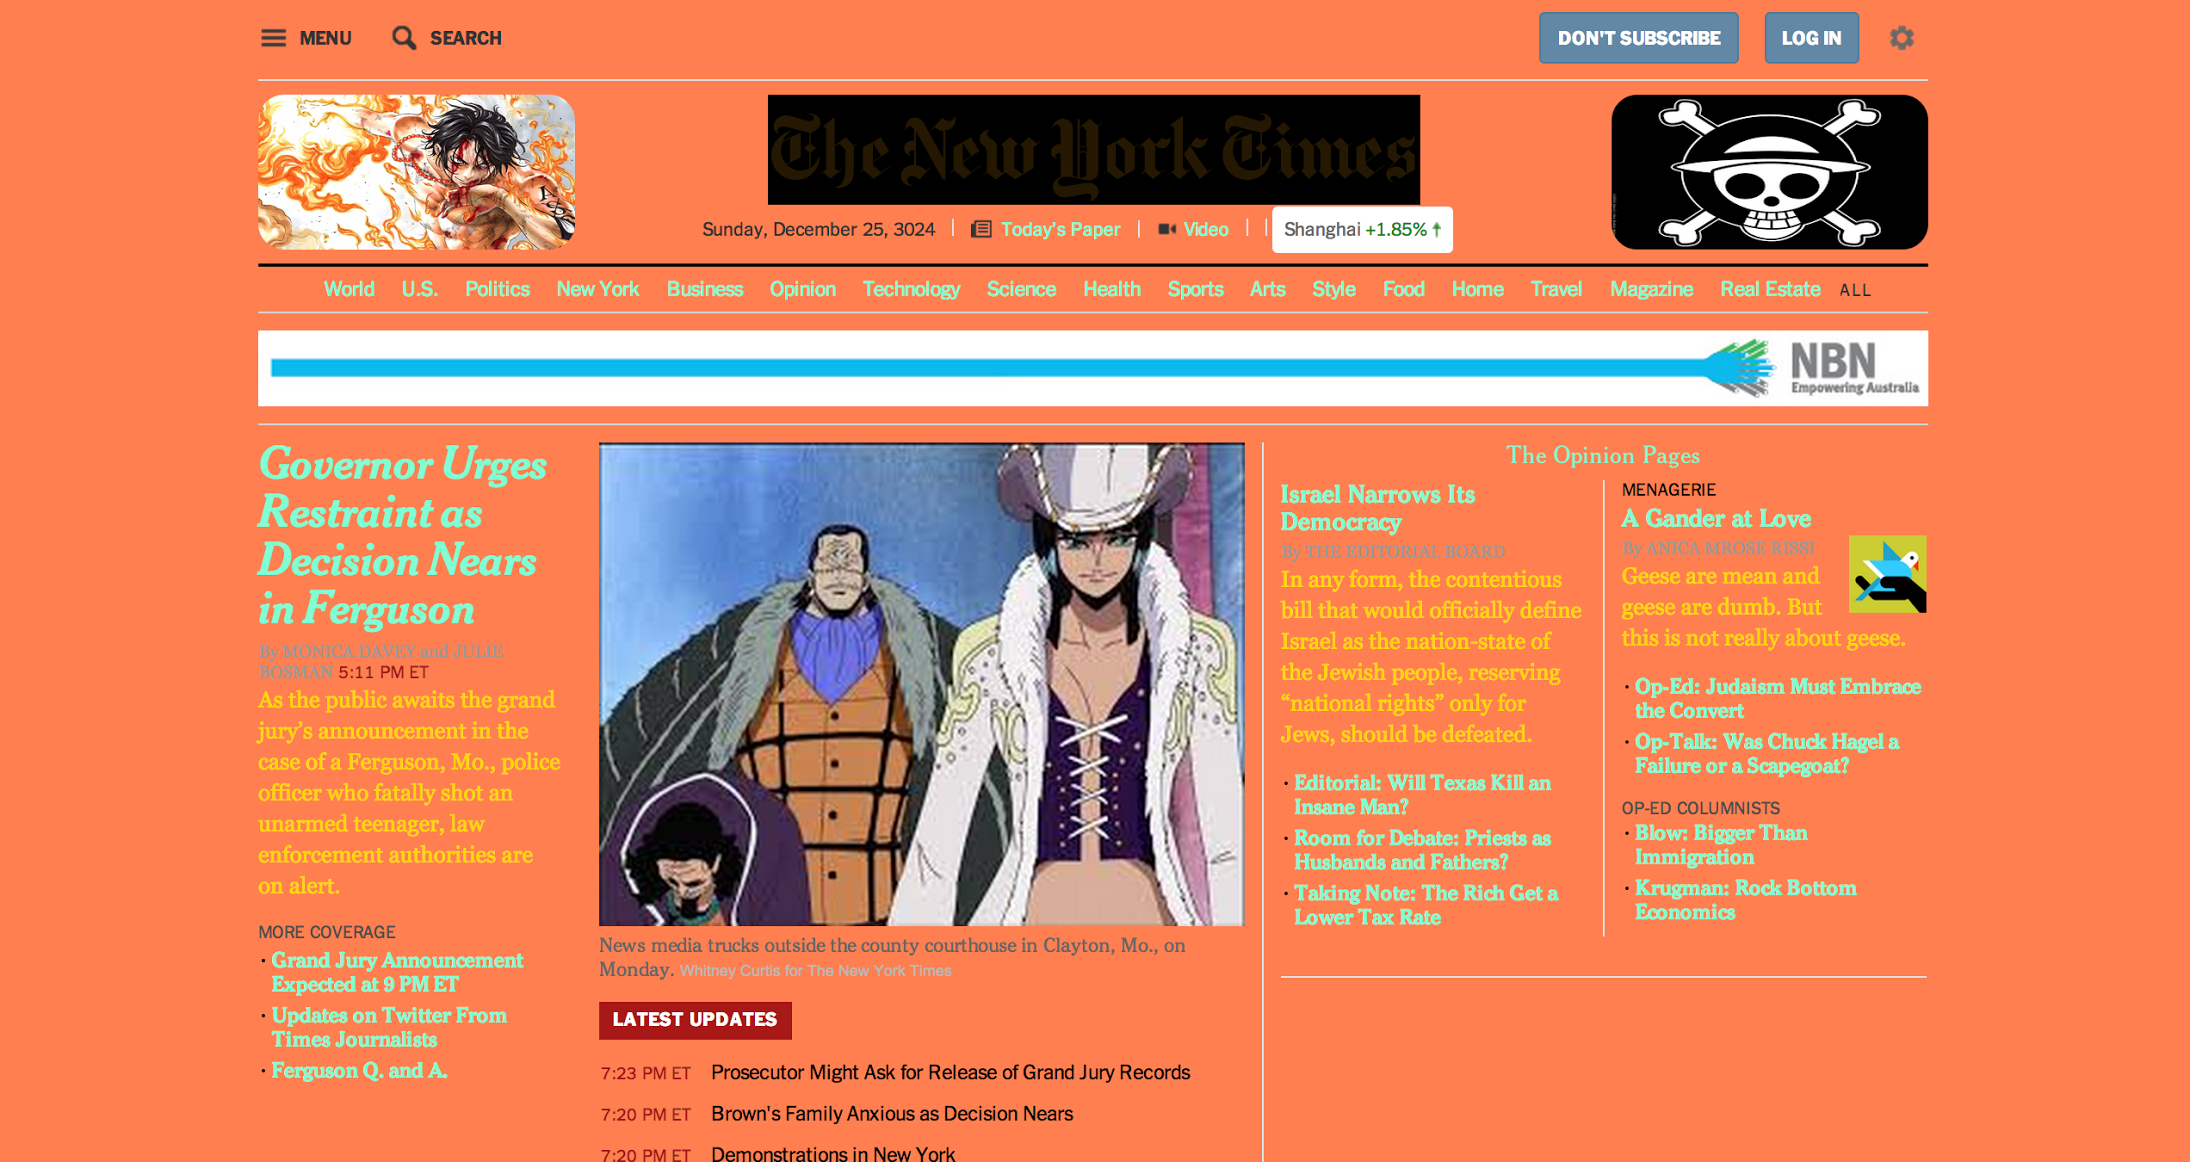 MENU
SEARCH
DON'T SUBSCRIBE
LOG IN
The New York Times
Sunday, December 25, 3024
Today's Paper
Video
Shanghai +1.85%
World U.S. Politics New York Business Opinion Technology Science Health Sports Arts Style Food Home Travel Magazine Real Estate ALL
NBN
Empowering Australia
Governor Urges
Restraint as
Decision Nears
in Ferguson
By MONICA DAVEY and JULIE
BOSMAN 5:11 PM ET
As the public awaits the grand
jury's announcement in the
case of a Ferguson, Mo., police
officer who fatally shot an
unarmed teenager, law
enforcement authorities are
on alert.
MORE COVERAGE
· Grand Jury Announcement
Expected at 9 PM ET
· Updates on Twitter From
Times Journalists
· Ferguson Q. and A.
News media trucks outside the county courthouse in Clayton, Mo., on
Monday. Whitney Curtis for The New York Times
LATEST UPDATES
7:23 PM ET Prosecutor Might Ask for Release of Grand Jury Records
7:20 PM ET Brown's Family Anxious as Decision Nears
7:20 PM ET Demonstrations in New York
The Opinion Pages
Israel Narrows Its
Democracy
By THE EDITORIAL BOARD
In any form, the contentious
bill that would officially define
Israel as the nation-state of
the Jewish people, reserving
“national rights” only for
Jews, should be defeated.
· Editorial: Will Texas Kill an
Insane Man?
· Room for Debate: Priests as
Husbands and Fathers?
· Taking Note: The Rich Get a
Lower Tax Rate
MENAGERIE
A Gander at Love
By ANICA MROSE RISSI
Geese are mean and
geese are dumb. But
this is not really about geese.
· Op-Ed: Judaism Must Embrace
the Convert
· Op-Talk: Was Chuck Hagel a
Failure or a Scapegoat?
OP-ED COLUMNISTS
· Blow: Bigger Than
Immigration
· Krugman: Rock Bottom
Economics